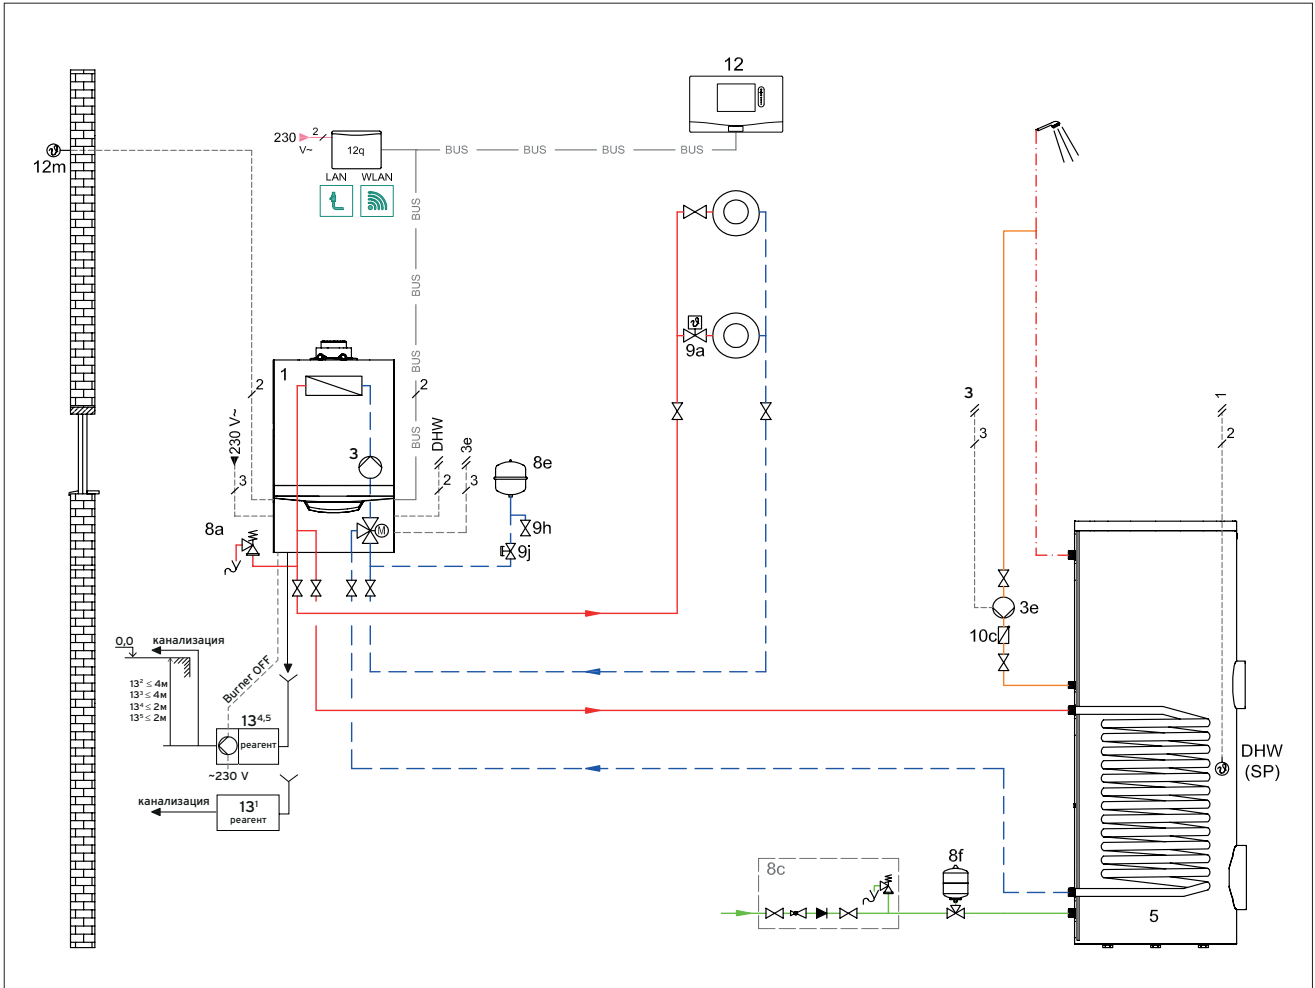 12
230
V~
2
12q
BUS
BUS
BUS
BUS
12m
LAN
WLAN
BUS
BUS
BUS
BUS
1
2
2
230 V~
3
3
DHW
2
3e
3
8e
9h
9j
8a
9a
3
3
1
2
3e
10c
0,0
канализация
13² ≤ 4м
13³ ≤ 4м
13⁴ ≤ 2м
13⁵ ≤ 2м
Burner OFF
13⁴,⁵
реагент
~230 V
канализация
13¹
реагент
DHW
(SP)
8c
8f
5
M